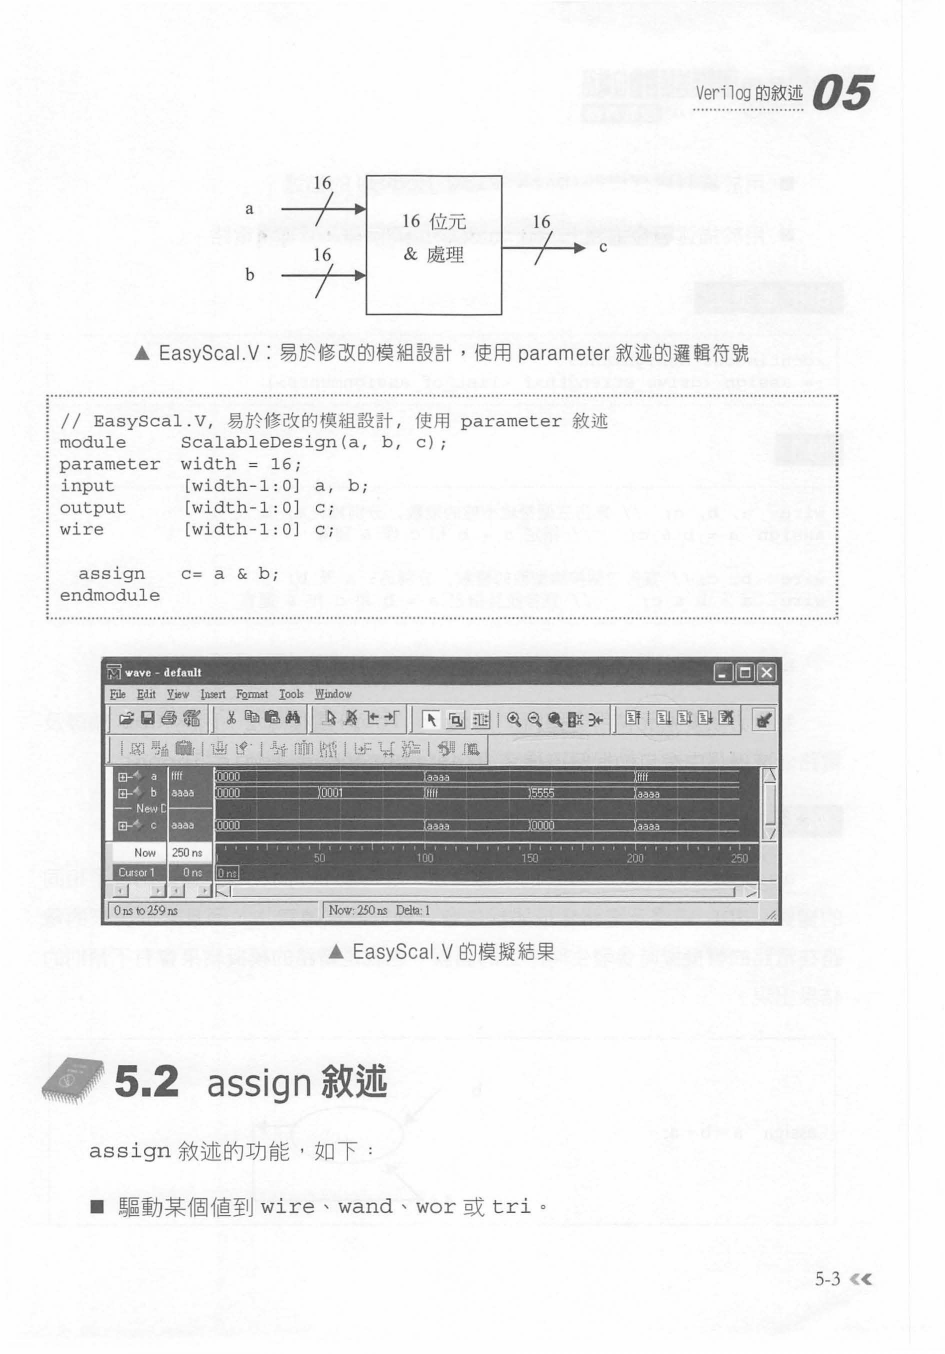 Verilog 的敘述 05
16
a
16 位元
& 處理
16
c
16
b
▲ EasyScal.V：易於修改的模組設計，使用 parameter 敘述的邏輯符號
// EasyScal.V, 易於修改的模組設計, 使用 parameter 敘述
module ScalableDesign(a, b, c);
parameter width = 16;
input [width-1:0] a, b;
output [width-1:0] c;
wire [width-1:0] c;
assign c= a & b;
endmodule
wave - default
File Edit View Insert Format Tools Window
a ffff 0000 aaaa ffff
b aaaa 0000 0001 ffff 5555 aaaa
New D
c aaaa 0000 aaaa 0000 aaaa
Now 250 ns 50 100 150 200 250
Cursor 1 0 ns 0 ns
0 ns to 259 ns Now: 250 ns Delta: 1
▲ EasyScal.V 的模擬結果
5.2 assign 敘述
assign 敘述的功能，如下：
■ 驅動某個值到 wire、wand、wor 或 tri。
5-3